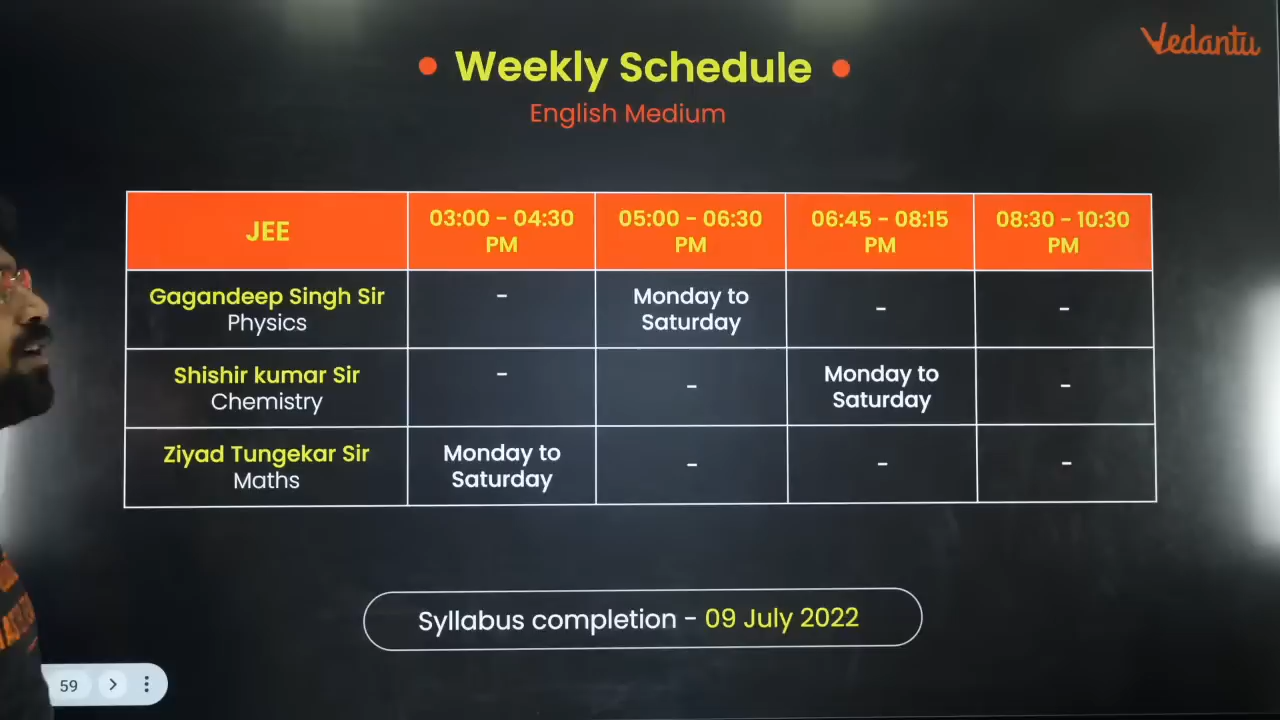 Vedantu
• Weekly Schedule •
English Medium
JEE
03:00 - 04:30
PM
05:00 - 06:30
PM
06:45 - 08:15
PM
08:30 - 10:30
PM
Gagandeep Singh Sir
Physics
-
Monday to
Saturday
-
-
Shishir kumar Sir
Chemistry
-
-
Monday to
Saturday
-
Ziyad Tungekar Sir
Maths
Monday to
Saturday
-
-
-
Syllabus completion - 09 July 2022
59